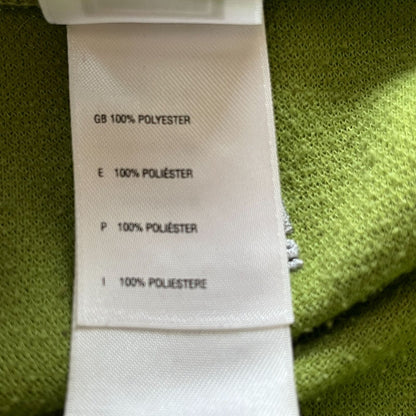 GB 100% POLYESTER
E 100% POLIÉSTER
P 100% POLIÉSTER
I 100% POLIESTERE